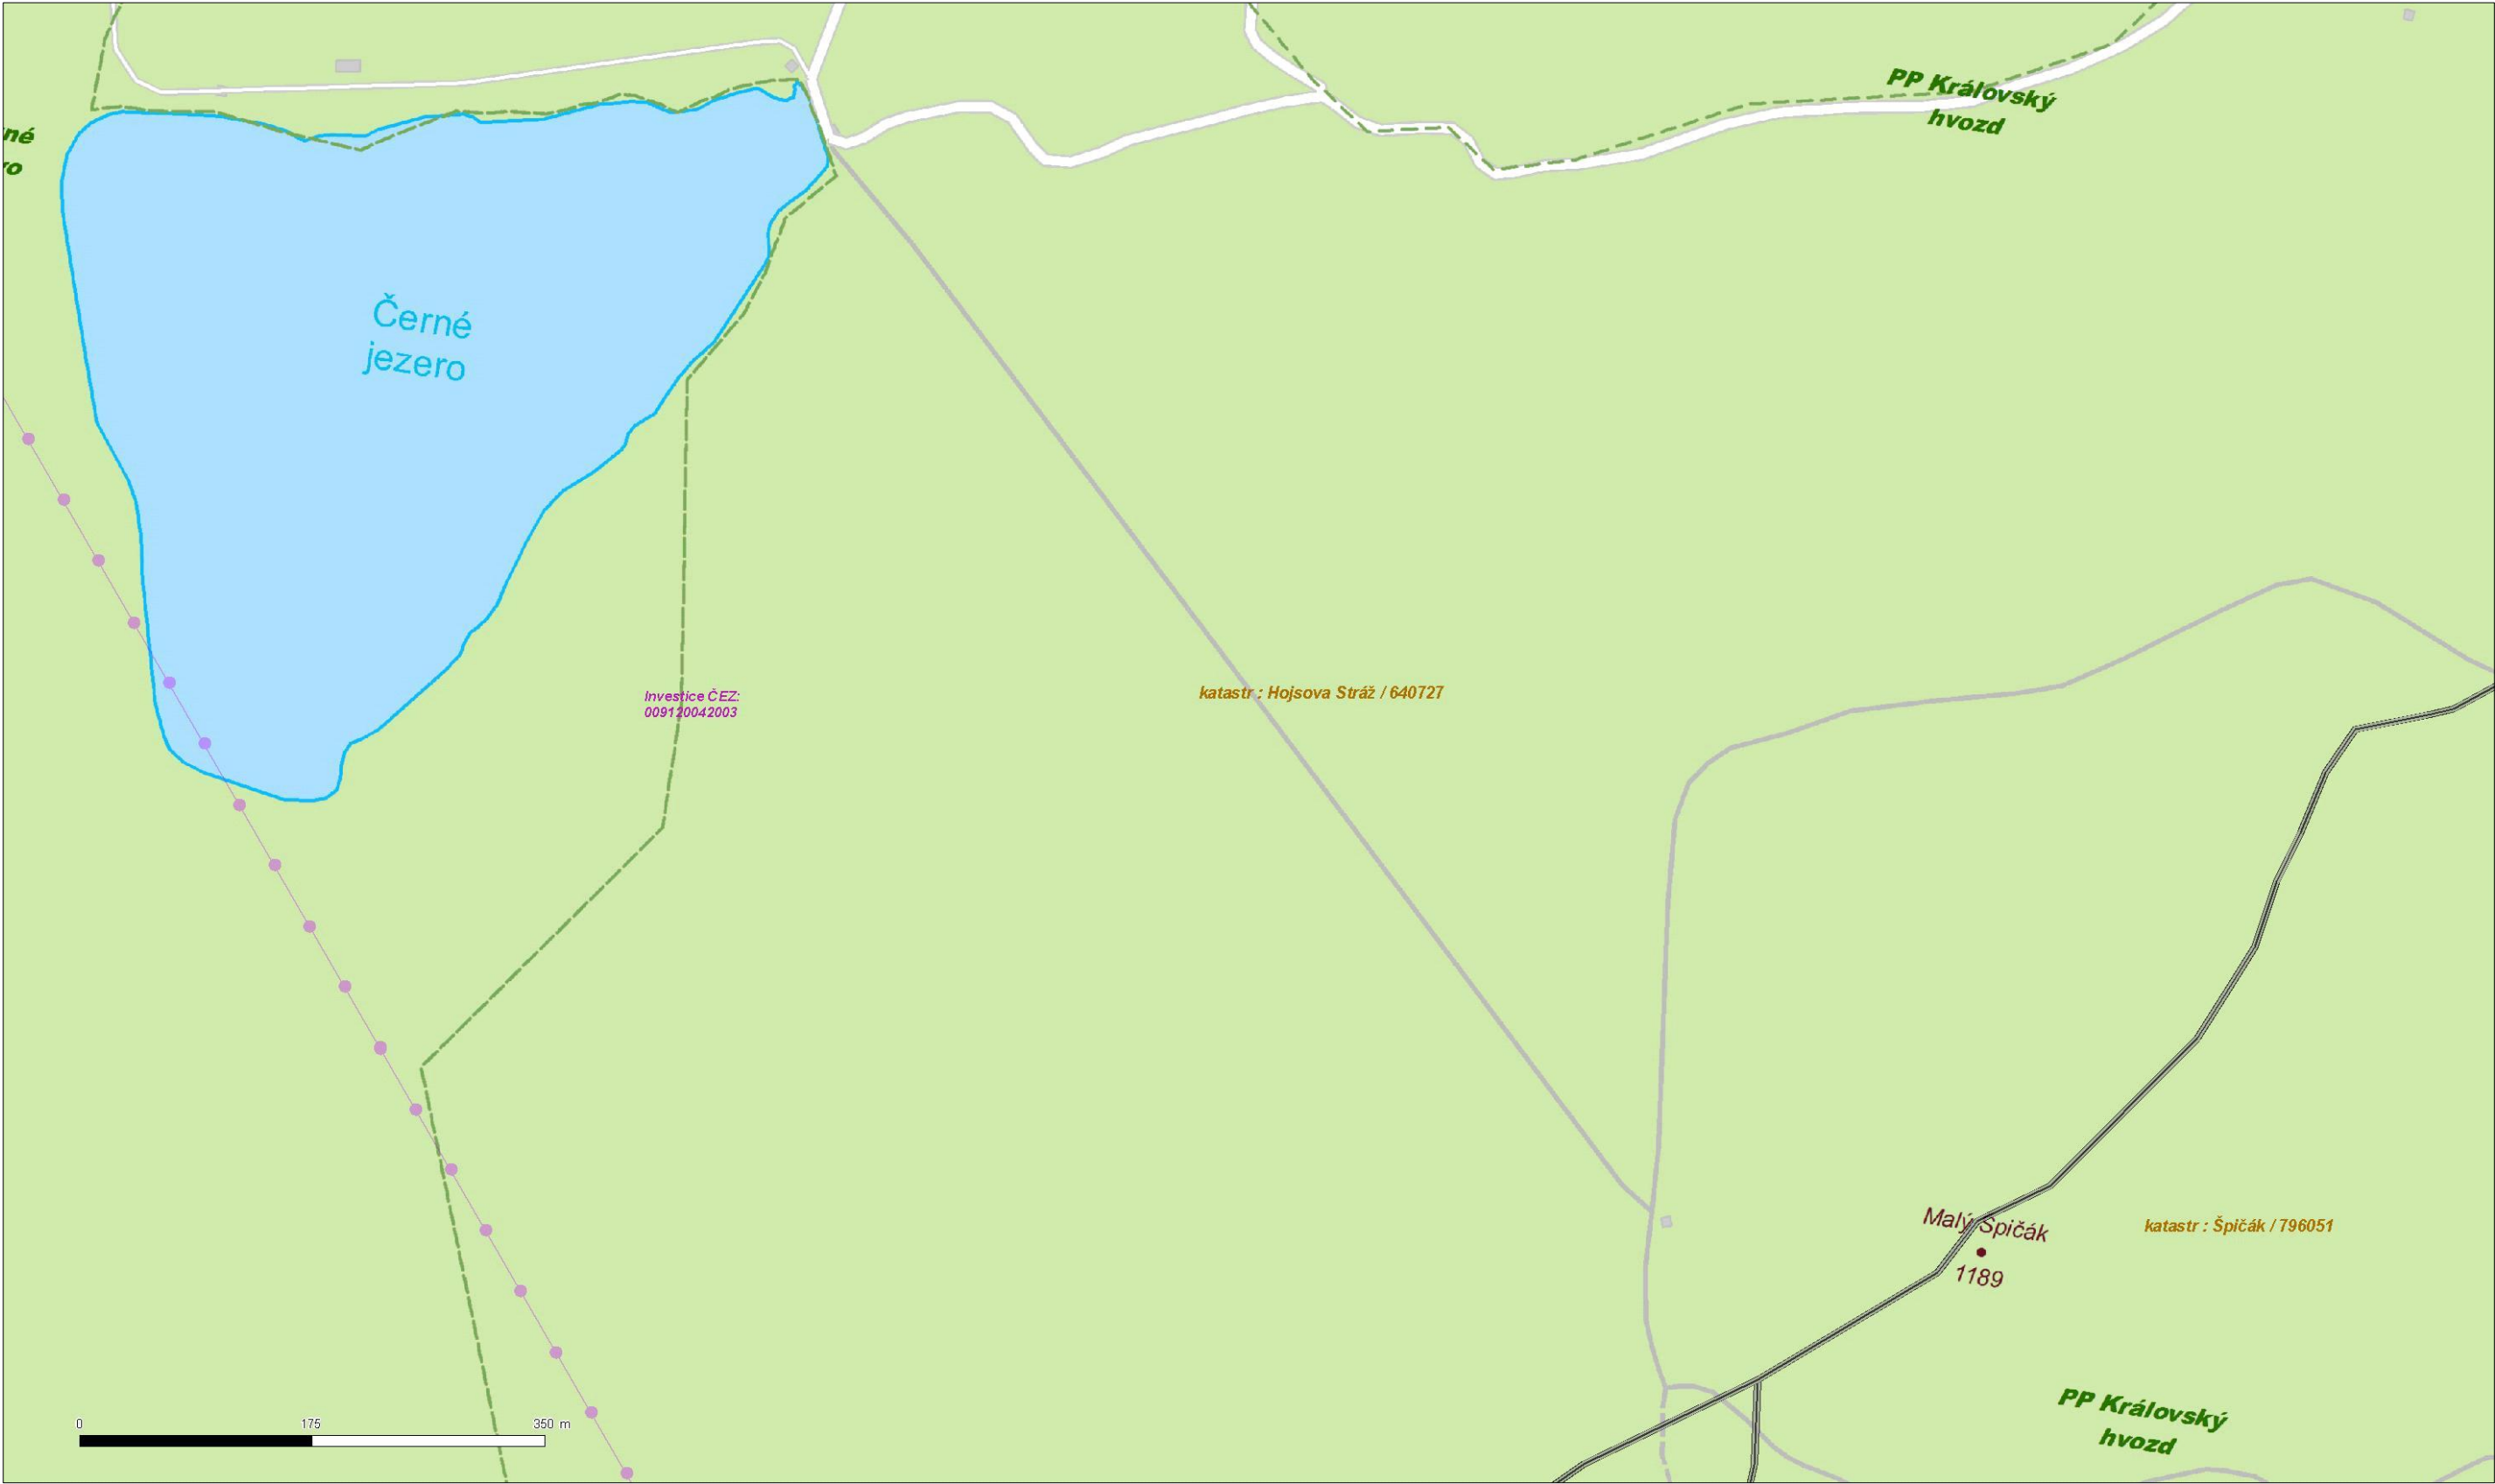 PP Královský
hvozd
né
ro
Černé
jezero
Investice ČEZ:
009120042003
katastr : Hojsova Stráž / 640727
Malý Špičák
1189
katastr : Špičák / 796051
PP Královský
hvozd
0 175 350 m